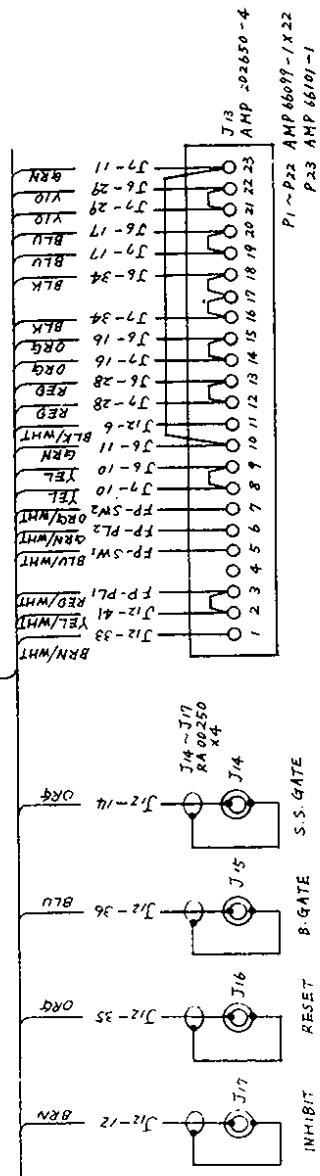 J13
AMP 202650-4
P1~P22 AMP 66099-1 X22
P23 AMP 66101-1
GRN J7-11 23
VIO J6-29 22
VIO J7-29 21
BLU J6-17 20
BLU J7-17 19
BLK J6-34 18
17
BLK J7-34 16
ORG J6-16 15
ORG J7-16 14
RED J6-28 13
RED J7-28 12
BLK/WHT J12-6 11
GRN J6-11 10
YEL J6-10 9
YEL J7-10 8
ORG/WHT FP-SW2 7
GRN/WHT FP-PL2 6
BLU/WHT FP-SW1 5
4
RED/WHT FP-PL1 3
YEL/WHT J12-41 2
BRN/WHT J12-33 1
J14~J17
RA 00250
X4
ORG J12-14 J14 S.S. GATE
BLU J12-36 J15 B.GATE
ORG J12-35 J16 RESET
BRN J12-12 J17 INHIBIT